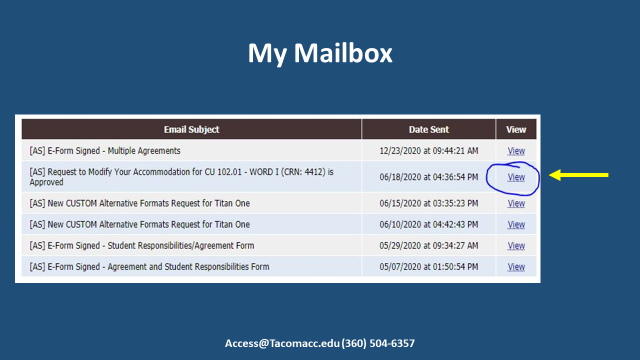 My Mailbox
Email Subject Date Sent View
[AS] E-Form Signed - Multiple Agreements 12/23/2020 at 09:44:21 AM View
[AS] Request to Modify Your Accommodation for CU 102.01 - WORD I (CRN: 4412) is
Approved 06/18/2020 at 04:36:54 PM View
[AS] New CUSTOM Alternative Formats Request for Titan One 06/15/2020 at 03:35:23 PM View
[AS] New CUSTOM Alternative Formats Request for Titan One 06/10/2020 at 04:42:43 PM View
[AS] E-Form Signed - Student Responsibilities/Agreement Form 05/29/2020 at 09:34:27 AM View
[AS] E-Form Signed - Agreement and Student Responsibilities Form 05/07/2020 at 01:50:54 PM View
Access@Tacomacc.edu (360) 504-6357